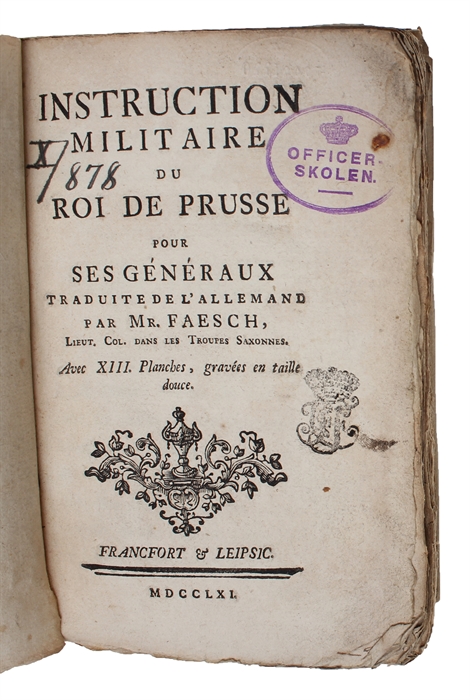 INSTRUCTION
MILITAIRE
X/878
DU
ROI DE PRUSSE
POUR
SES GÉNÉRAUX
TRADUITE DE L'ALLEMAND
PAR MR. FAESCH,
LIEUT. COL. DANS LES TROUPES SAXONNES.
Avec XIII. Planches, gravées en taille
douce.
FRANCFORT & LEIPSIC.
MDCCLXI.
OFFICER-
SKOLEN.